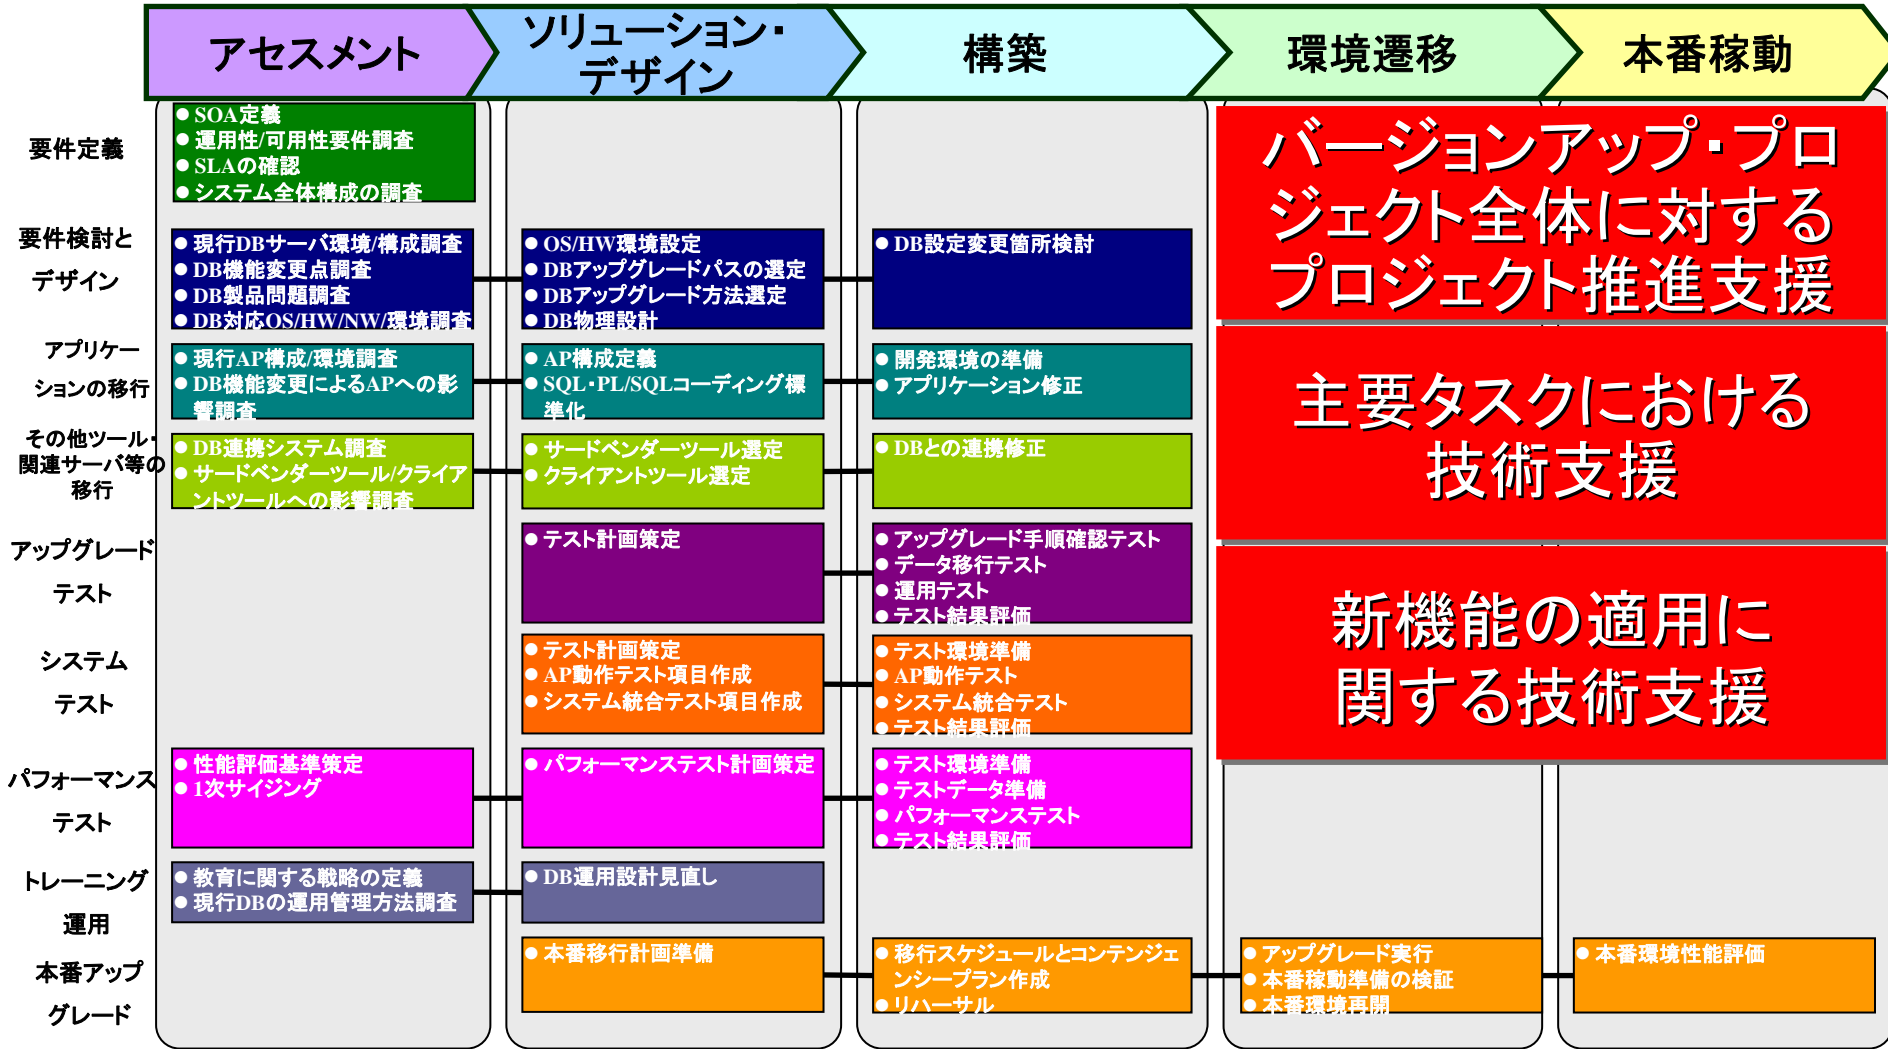 アセスメント
ソリューション・
デザイン
構築
環境遷移
本番稼動
要件定義
● SOA定義
● 運用性/可用性要件調査
● SLAの確認
● システム全体構成の調査
バージョンアップ・プロ
ジェクト全体に対する
プロジェクト推進支援
要件検討と
デザイン
● 現行DBサーバ環境/構成調査
● DB機能変更点調査
● DB製品問題調査
● DB対応OS/HW/NW/環境調査
● OS/HW環境設定
● DBアップグレードパスの選定
● DBアップグレード方法選定
● DB物理設計
● DB設定変更箇所検討
アプリケー
ションの移行
● 現行AP構成/環境調査
● DB機能変更によるAPへの影
響調査
● AP構成定義
● SQL・PL/SQLコーディング標
準化
● 開発環境の準備
● アプリケーション修正
主要タスクにおける
技術支援
その他ツール・
関連サーバ等の
移行
● DB連携システム調査
● サードベンダーツール/クライア
ントツールへの影響調査
● サードベンダーツール選定
● クライアントツール選定
● DBとの連携修正
アップグレード
テスト
● テスト計画策定
● アップグレード手順確認テスト
● データ移行テスト
● 運用テスト
● テスト結果評価
新機能の適用に
関する技術支援
システム
テスト
● テスト計画策定
● AP動作テスト項目作成
● システム統合テスト項目作成
● テスト環境準備
● AP動作テスト
● システム統合テスト
● テスト結果評価
パフォーマンス
テスト
● 性能評価基準策定
● 1次サイジング
● パフォーマンステスト計画策定
● テスト環境準備
● テストデータ準備
● パフォーマンステスト
● テスト結果評価
トレーニング
運用
● 教育に関する戦略の定義
● 現行DBの運用管理方法調査
● DB運用設計見直し
本番アップ
グレード
● 本番移行計画準備
● 移行スケジュールとコンテンジェ
ンシープラン作成
● リハーサル
● アップグレード実行
● 本番稼動準備の検証
● 本番環境再開
● 本番環境性能評価